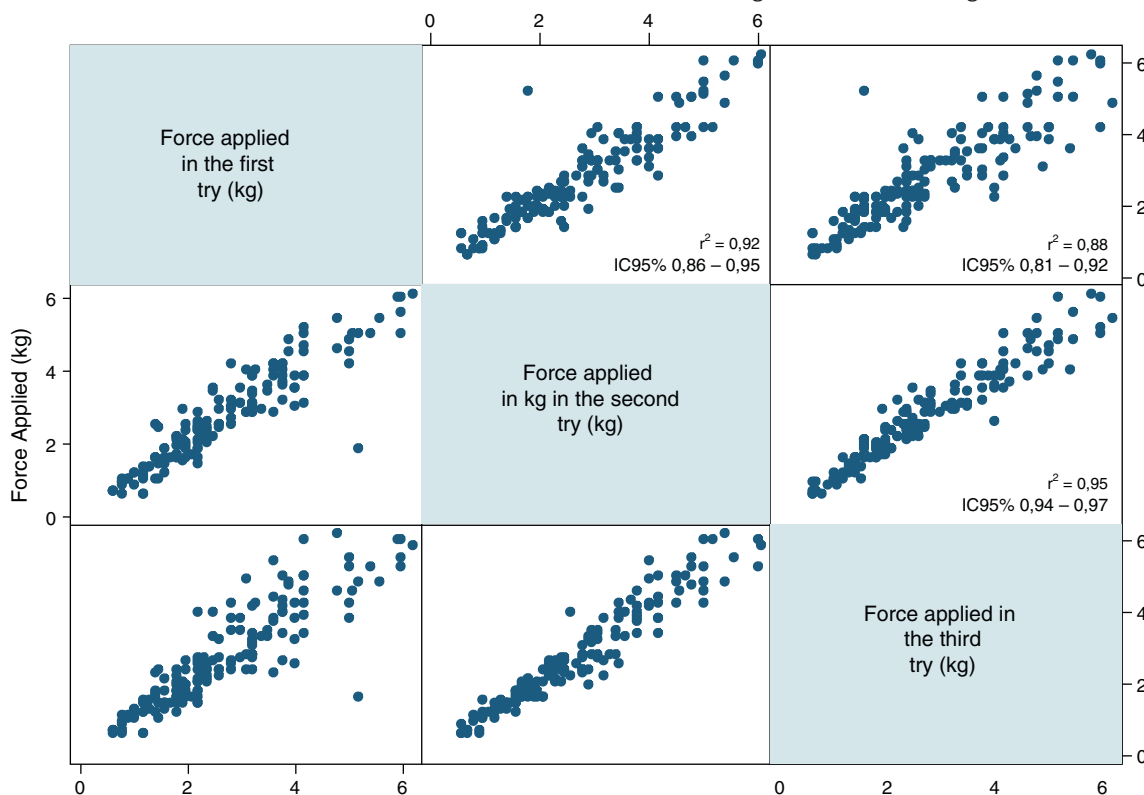 0 2 4 6
Force applied
in the first
try (kg)
r² = 0,92
IC95% 0,86 – 0,95
r² = 0,88
IC95% 0,81 – 0,92
6
4
2
0
Force Applied (kg)
6
4
2
0
Force applied
in kg in the second
try (kg)
r² = 0,95
IC95% 0,94 – 0,97
Force applied in
the third
try (kg)
6
4
2
0
0 2 4 6
0 2 4 6